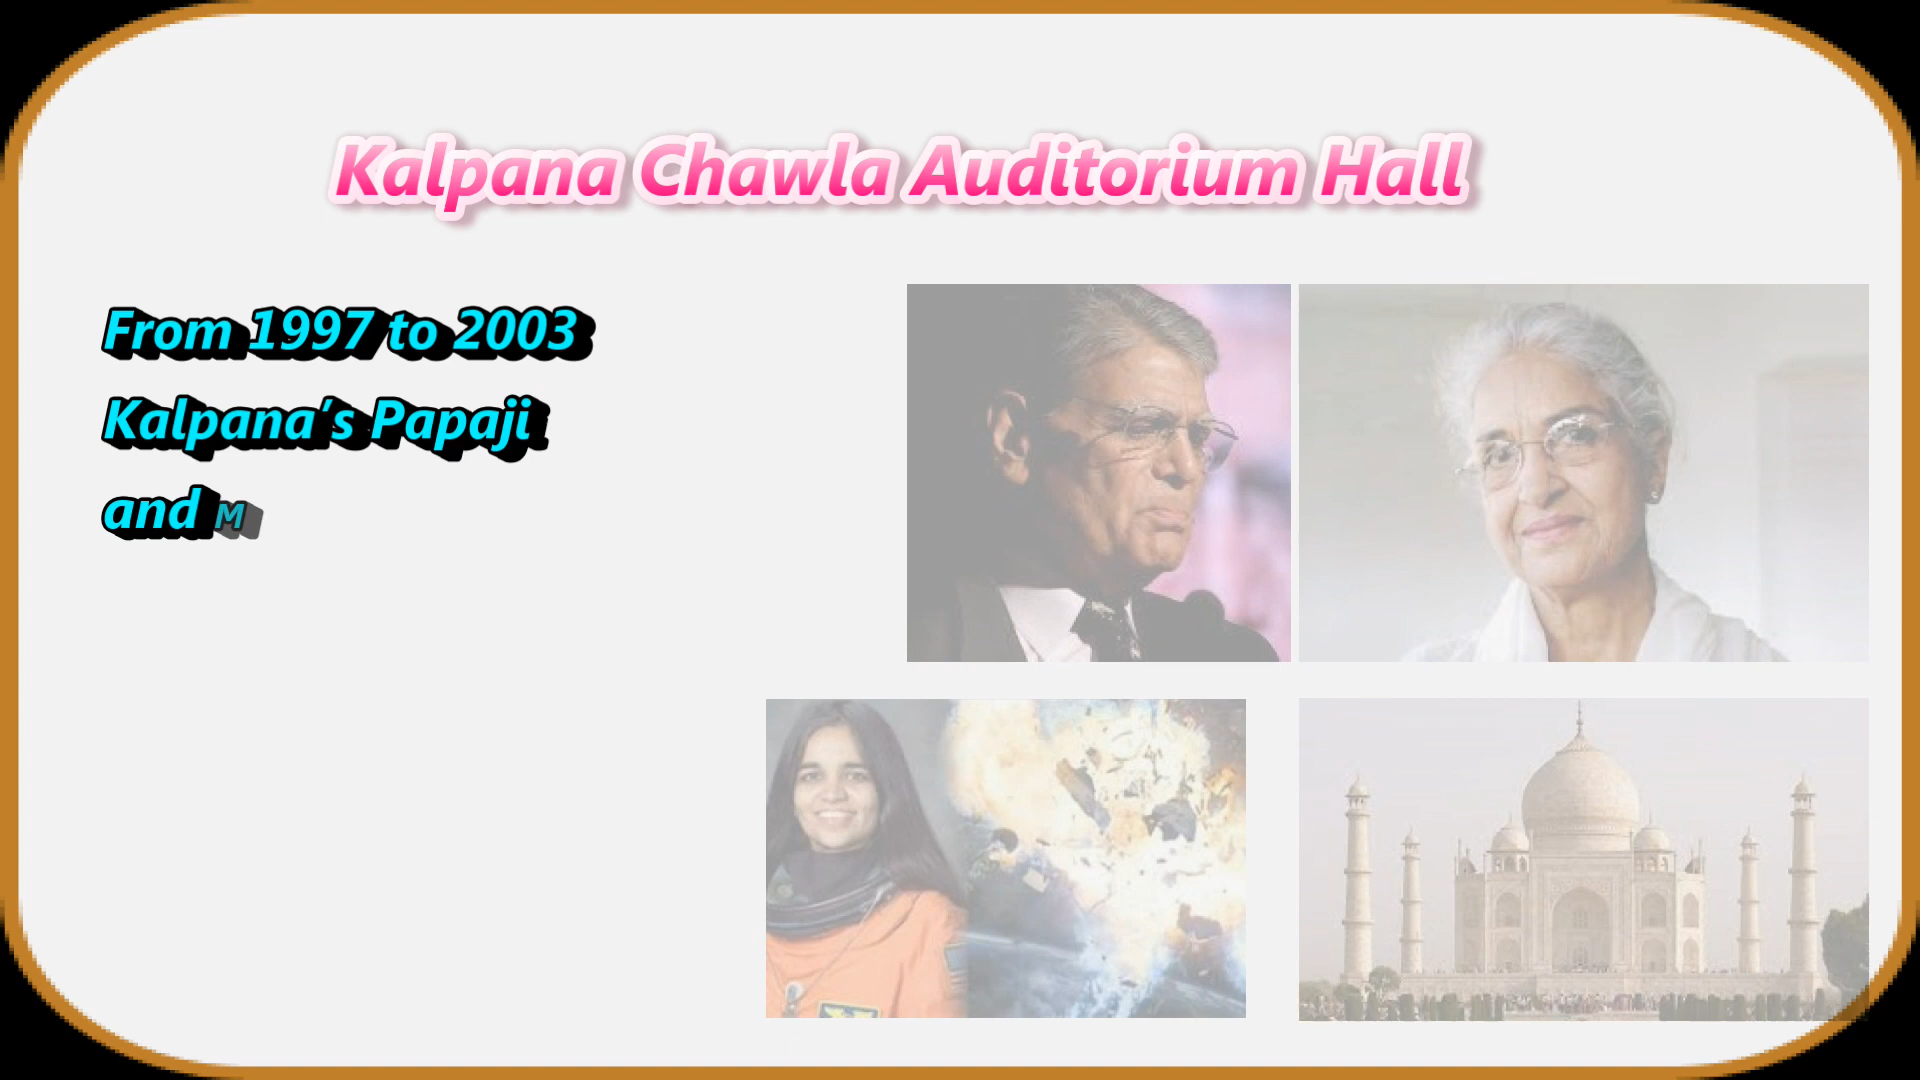 Kalpana Chawla Auditorium Hall
From 1997 to 2003
Kalpana's Papaji
and M